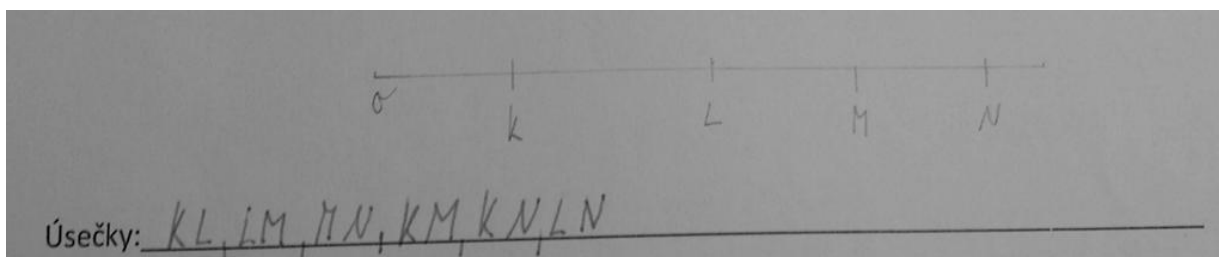 o K L M N
Úsečky: KL, LM, MN, KM, KN, LN